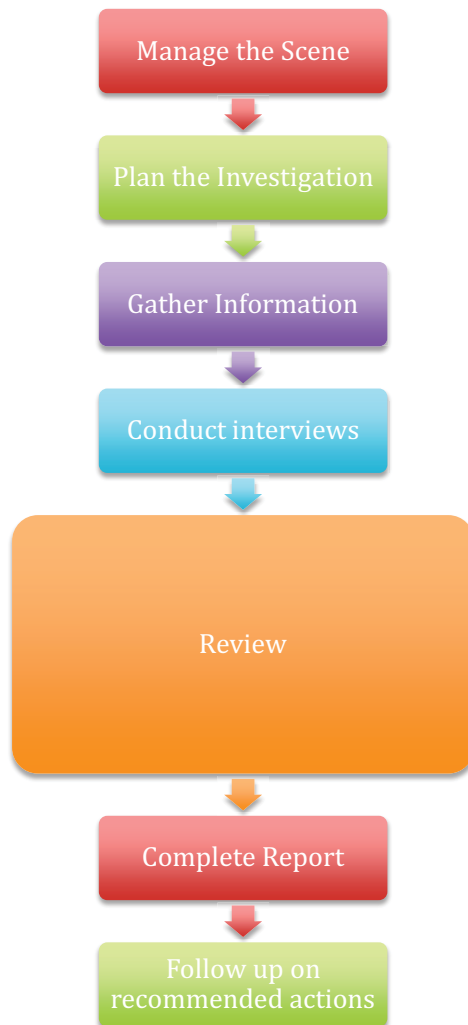 Manage the Scene
Plan the Investigation
Gather Information
Conduct interviews
Review
Complete Report
Follow up on
recommended actions